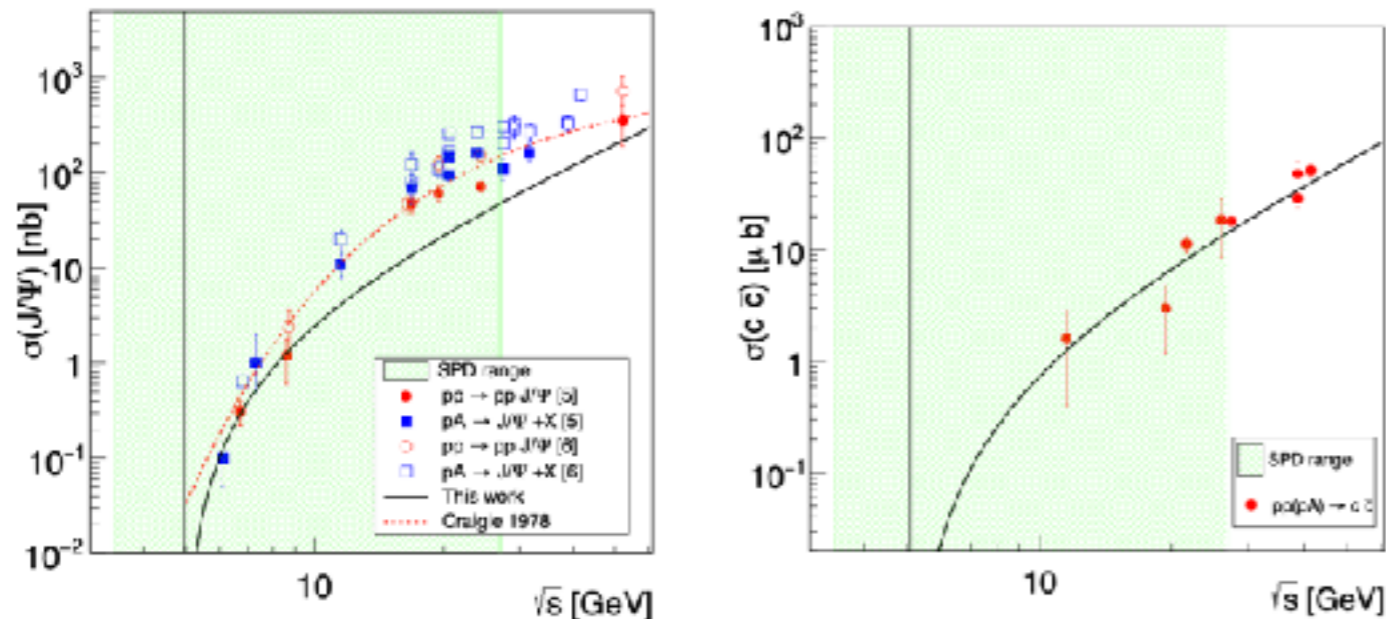 10³
10²
10
1
10⁻¹
10⁻²
σ(J/Ψ) [nb]
SPD range
pp → pp J/Ψ [5]
pA → J/Ψ +X [5]
pp → pp J/Ψ [6]
pA → J/Ψ +X [6]
This work
Craigie 1978
10
√s [GeV]
10⁻³
10²
10
1
10⁻¹
σ(c c̄) [μ b]
SPD range
pp(pA) → c c̄
10
√s [GeV]